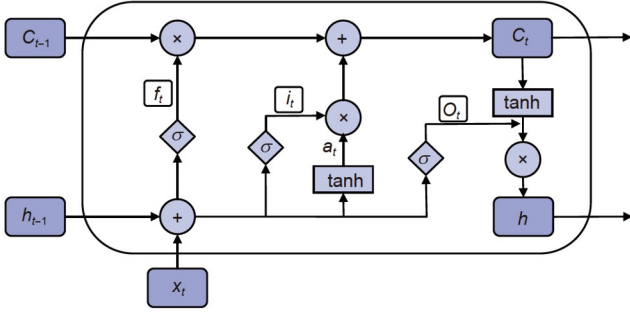 C_{t-1}
×
+
C_t
f_t
i_t
O_t
tanh
σ
σ
×
a_t
σ
×
tanh
h_{t-1}
+
h
x_t